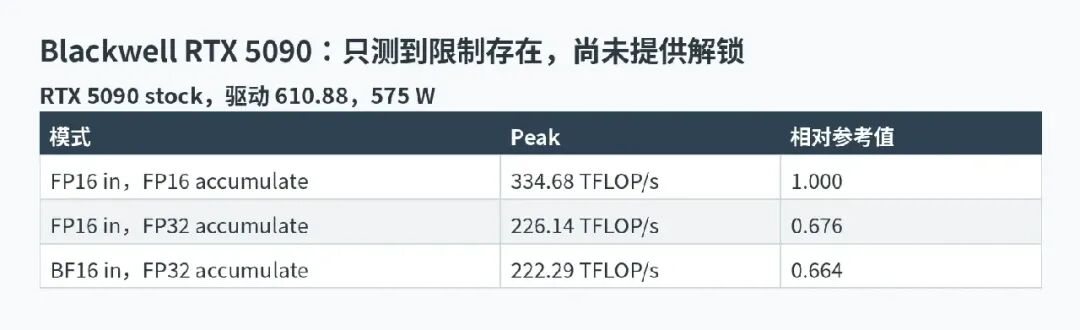 Blackwell RTX 5090：只测到限制存在，尚未提供解锁
RTX 5090 stock，驱动 610.88，575 W
模式 Peak 相对参考值
FP16 in，FP16 accumulate 334.68 TFLOP/s 1.000
FP16 in，FP32 accumulate 226.14 TFLOP/s 0.676
BF16 in，FP32 accumulate 222.29 TFLOP/s 0.664